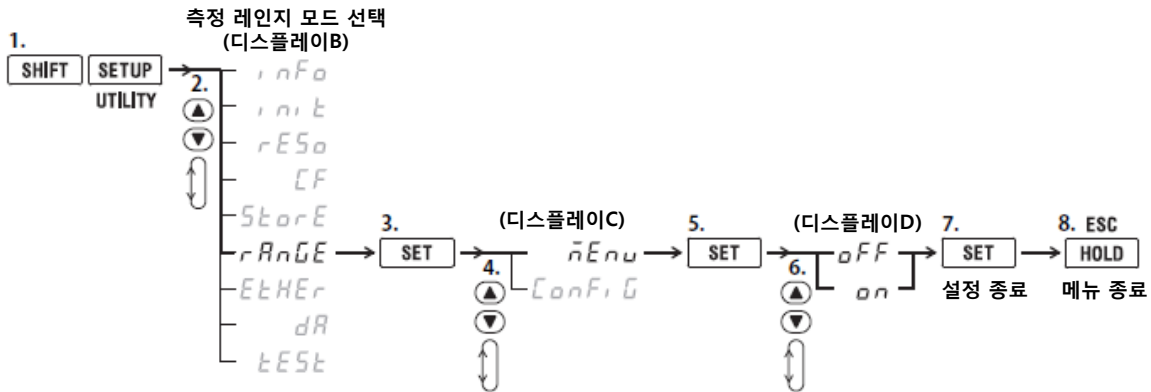 측정 레인지 모드 선택
(디스플레이B)
1.
SHIFT SETUP
UTILITY
2.
inFo
init
rESo
CF
StorE
rAnGE
EtHEr
dA
tESt
3.
SET
(디스플레이C)
4.
mEnu
ConFiG
5.
SET
(디스플레이D)
6.
oFF
on
7.
SET
설정 종료
8. ESC
HOLD
메뉴 종료